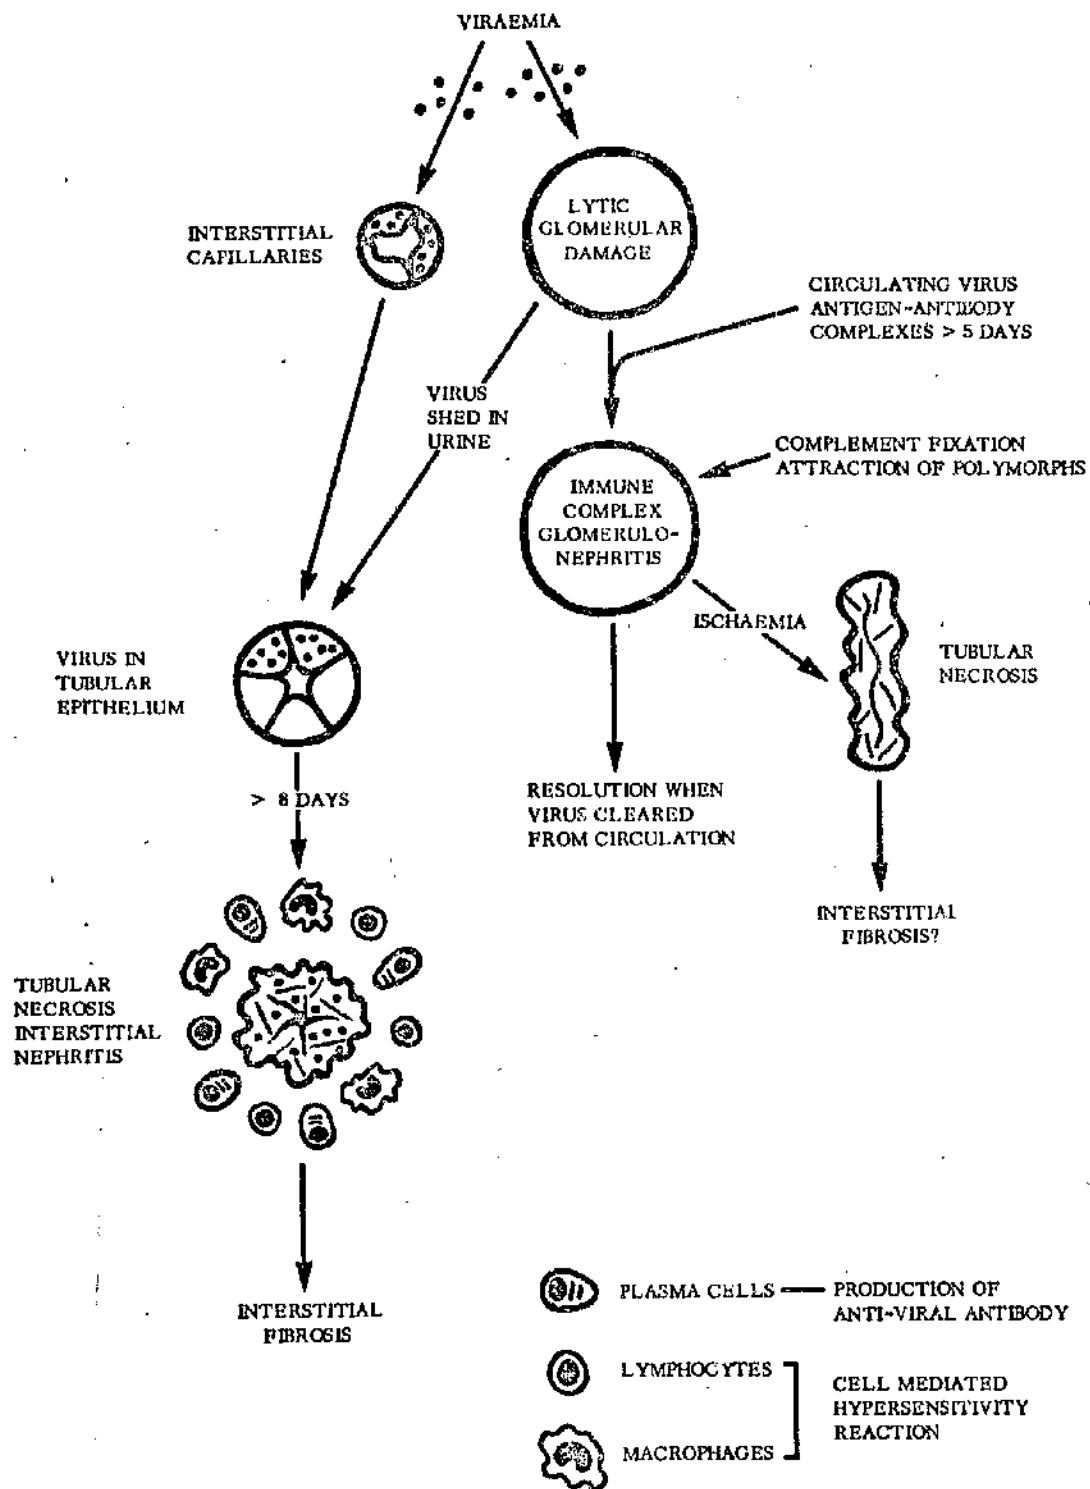 VIRAEMIA
INTERSTITIAL
CAPILLARIES
LYTIC
GLOMERULAR
DAMAGE
CIRCULATING VIRUS
ANTIGEN-ANTIBODY
COMPLEXES > 5 DAYS
VIRUS
SHED IN
URINE
COMPLEMENT FIXATION
ATTRACTION OF POLYMORPHS
IMMUNE
COMPLEX
GLOMERULO-
NEPHRITIS
ISCHAEMIA
TUBULAR
NECROSIS
VIRUS IN
TUBULAR
EPITHELIUM
> 8 DAYS
RESOLUTION WHEN
VIRUS CLEARED
FROM CIRCULATION
INTERSTITIAL
FIBROSIS?
TUBULAR
NECROSIS
INTERSTITIAL
NEPHRITIS
INTERSTITIAL
FIBROSIS
PLASMA CELLS — PRODUCTION OF
ANTI-VIRAL ANTIBODY
LYMPHOCYTES
CELL MEDIATED
HYPERSENSITIVITY
REACTION
MACROPHAGES